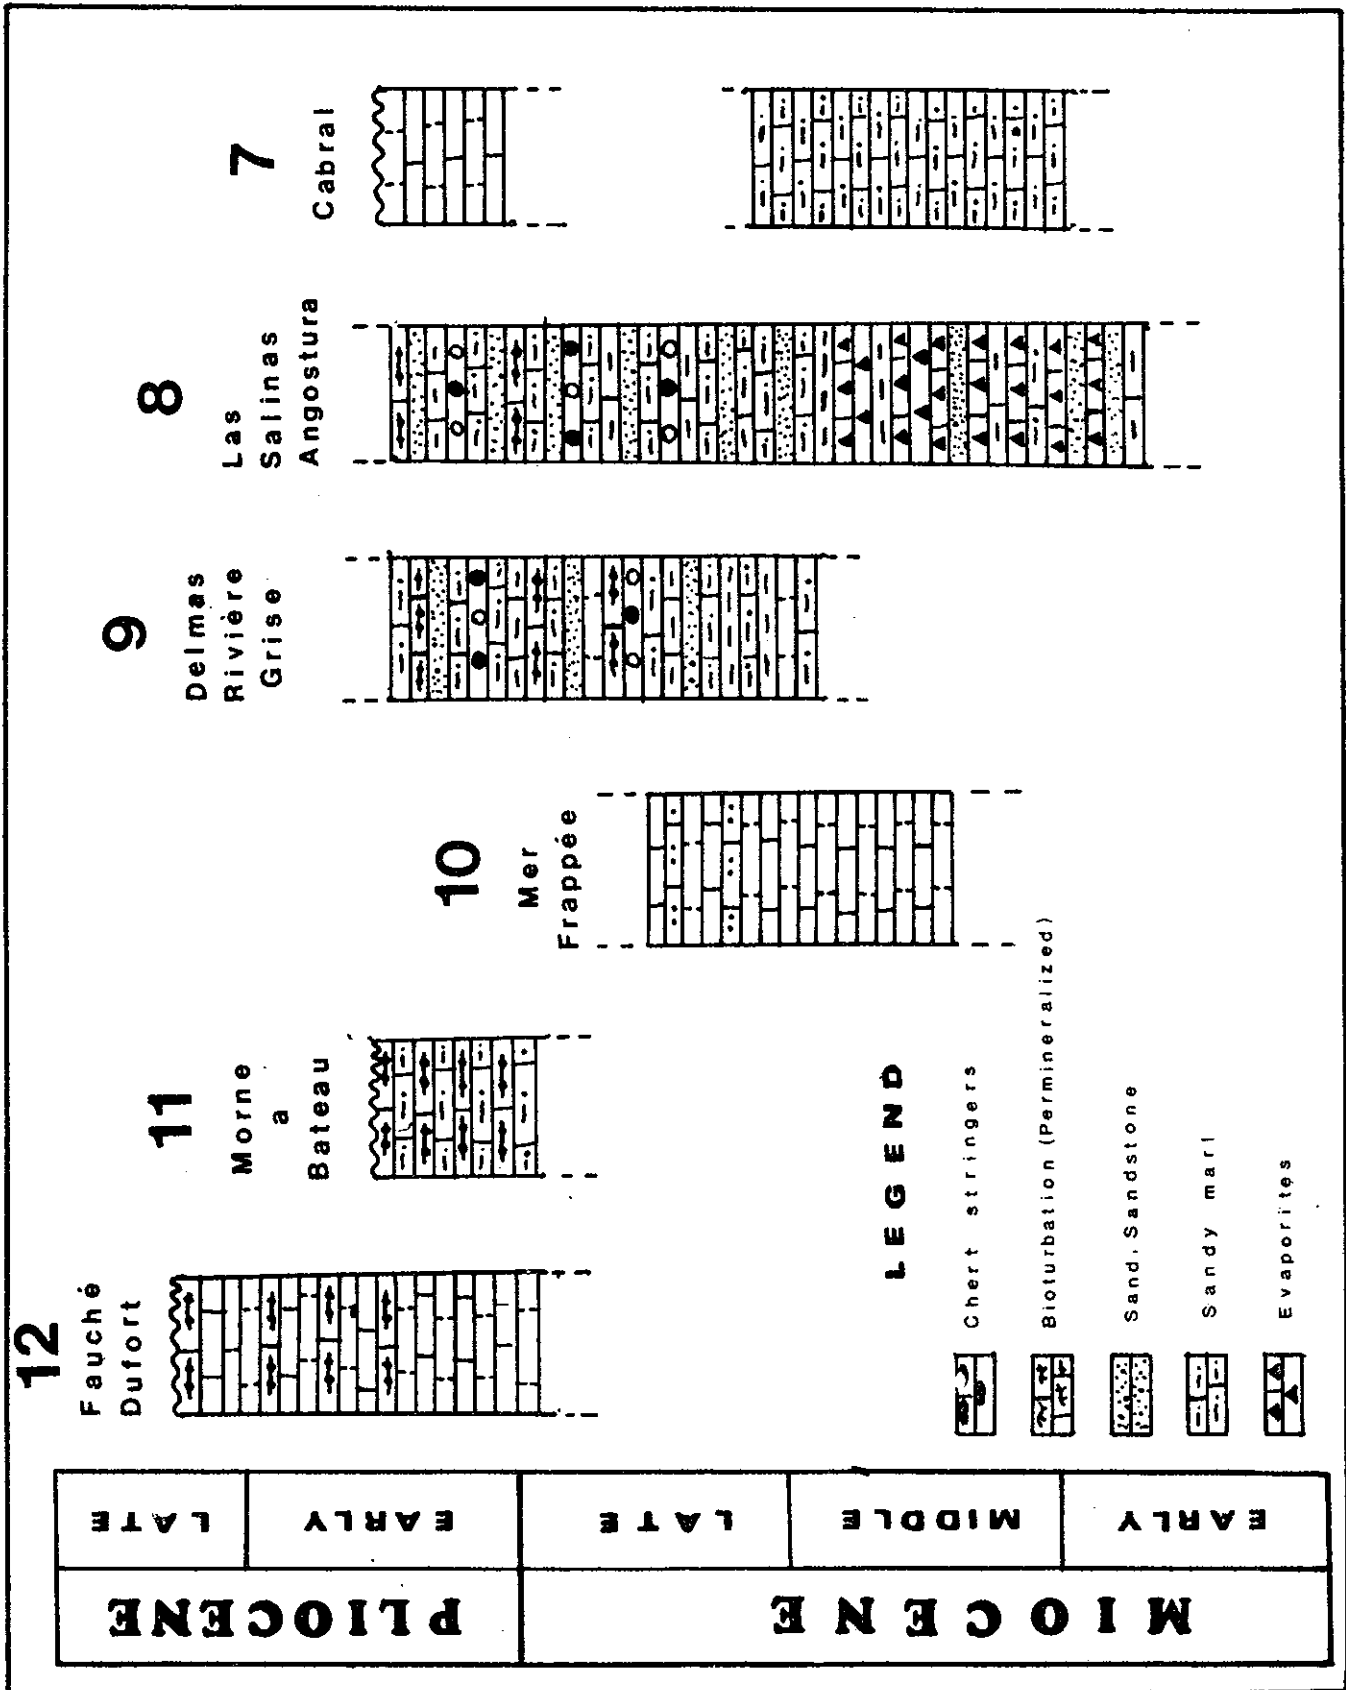 12
Fauché
Dufort
11
Morne
a
Bateau
10
Mer
Frappée
9
Delmas
Rivière
Grise
8
Las
Salinas
Angostura
7
Cabral
LEGEND
Chert stringers
Bioturbation (Permineralized)
Sand, Sandstone
Sandy marl
Evaporites
LATE
EARLY
LATE
MIDDLE
EARLY
PLIOCENE
MIOCENE